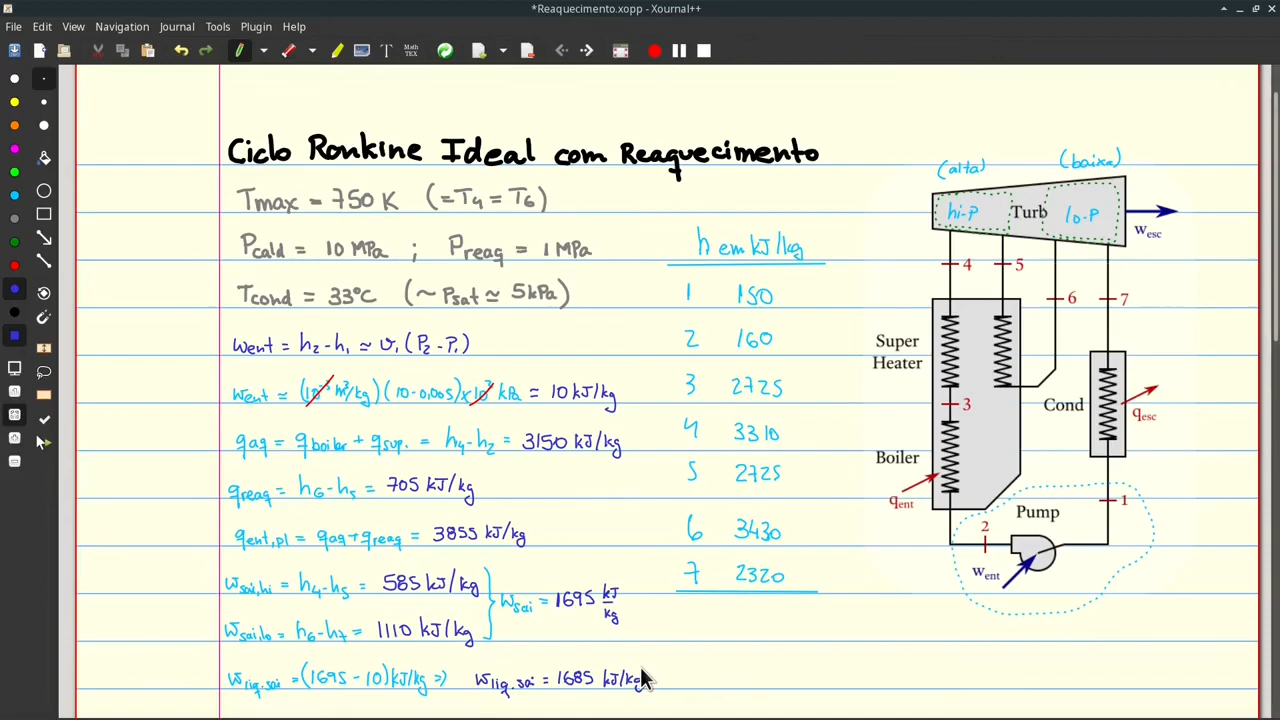 *Reaquecimento.xopp - Xournal++
File Edit View Navigation Journal Tools Plugin Help
Ciclo Rankine Ideal com Reaquecimento
Tmax = 750 K (=T4 = T6)
Pcald = 10 MPa ; Preaq = 1 MPa
Tcond = 33°C (~ Psat ≃ 5kPa)
went = h2-h1 ≃ v1 (P2-P1)
went ≃ (10⁻³ m³/kg)(10-0,005)x10³ kPa ≃ 10 kJ/kg
qaq = qboiler + qsup. = h4-h2 = 3150 kJ/kg
qreaq = h6-h5 = 705 kJ/kg
qent,pl = qaq+qreaq = 3855 kJ/kg
wsai,hi = h4-h5 = 585 kJ/kg
wsai,lo = h6-h7 = 1110 kJ/kg
wsai = 1695 kJ/kg
wliq.sai = (1695 - 10)kJ/kg => wliq.sai = 1685 kJ/kg
h em kJ/kg
1 150
2 160
3 2725
4 3310
5 2725
6 3430
7 2320
(alta) (baixa)
hi-P Turb lo-P
wesc
4 5
6 7
Super
Heater
3 Cond qesc
Boiler
qent
1
Pump
2
went